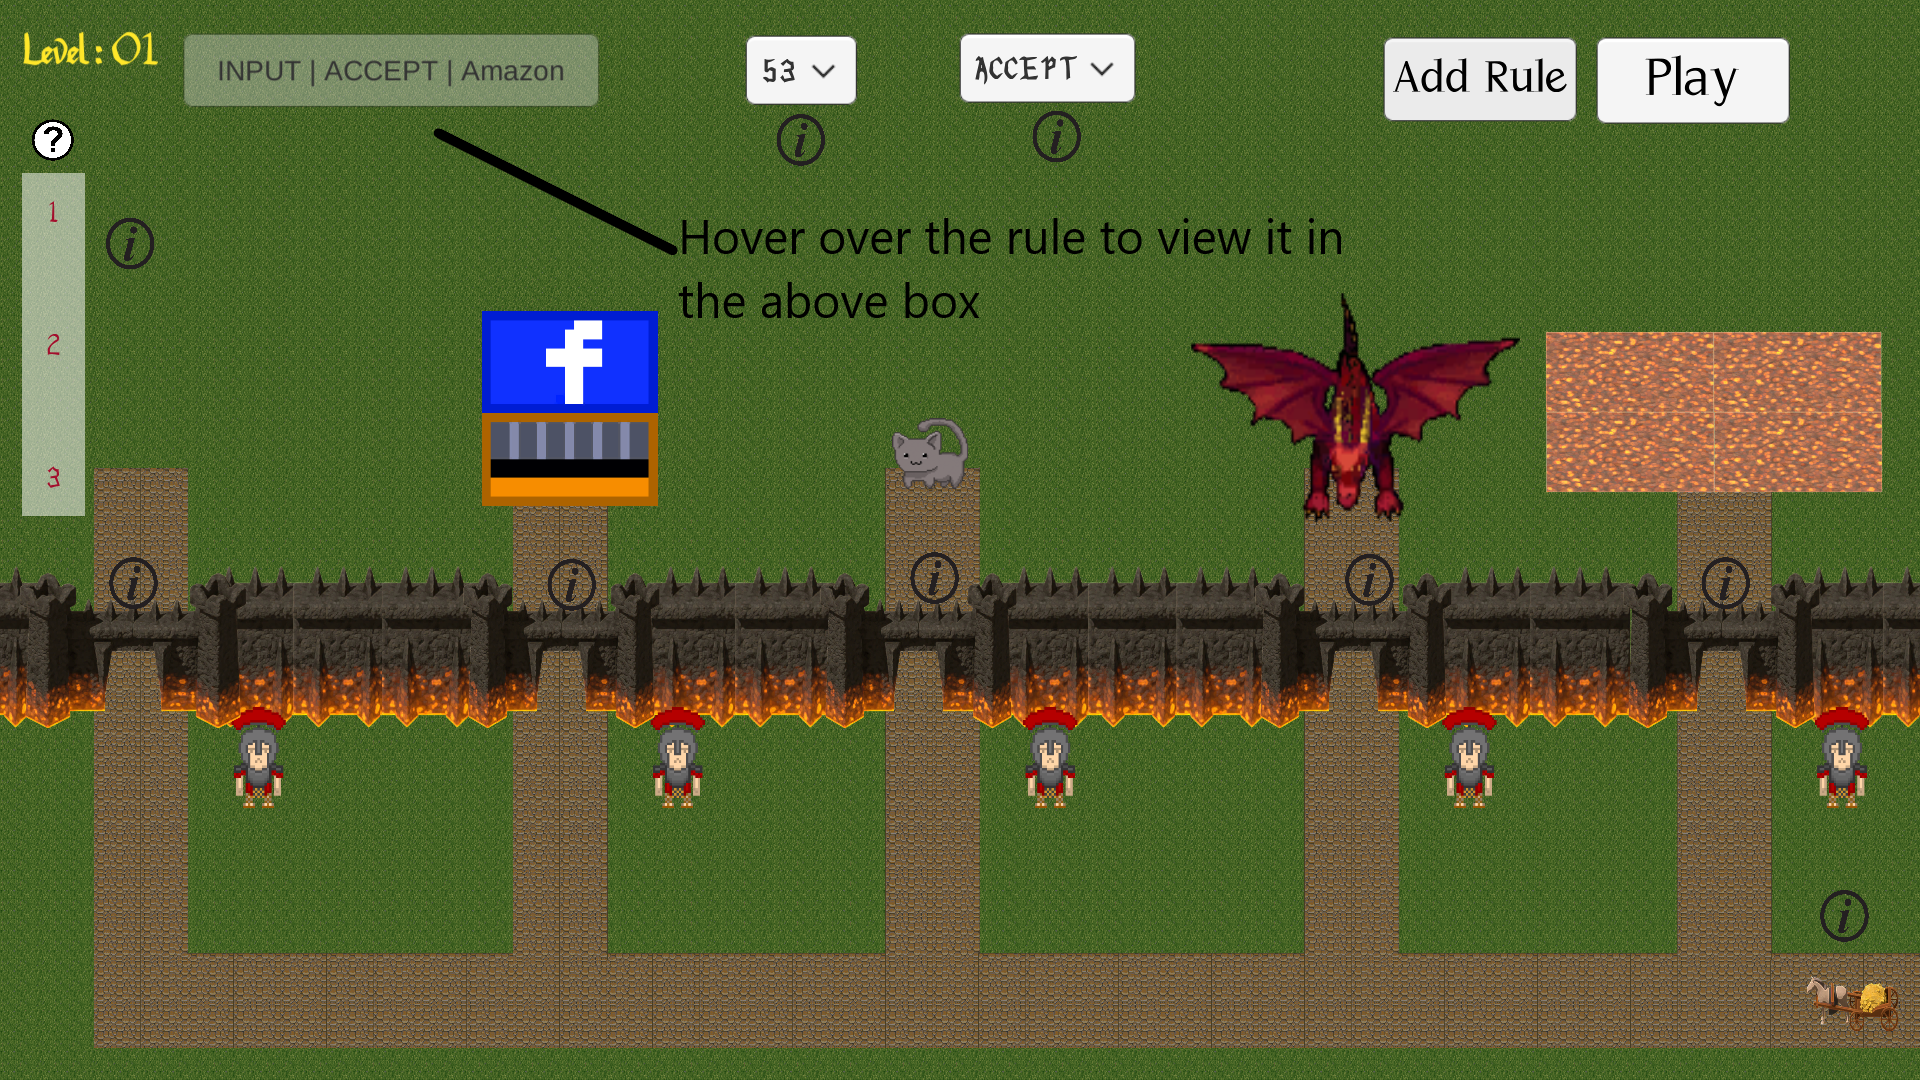 Level: 01
INPUT | ACCEPT | Amazon
53
ACCEPT
Add Rule
Play
?
i
i
i
1
2
3
Hover over the rule to view it in
the above box
f
i
i
i
i
i
i